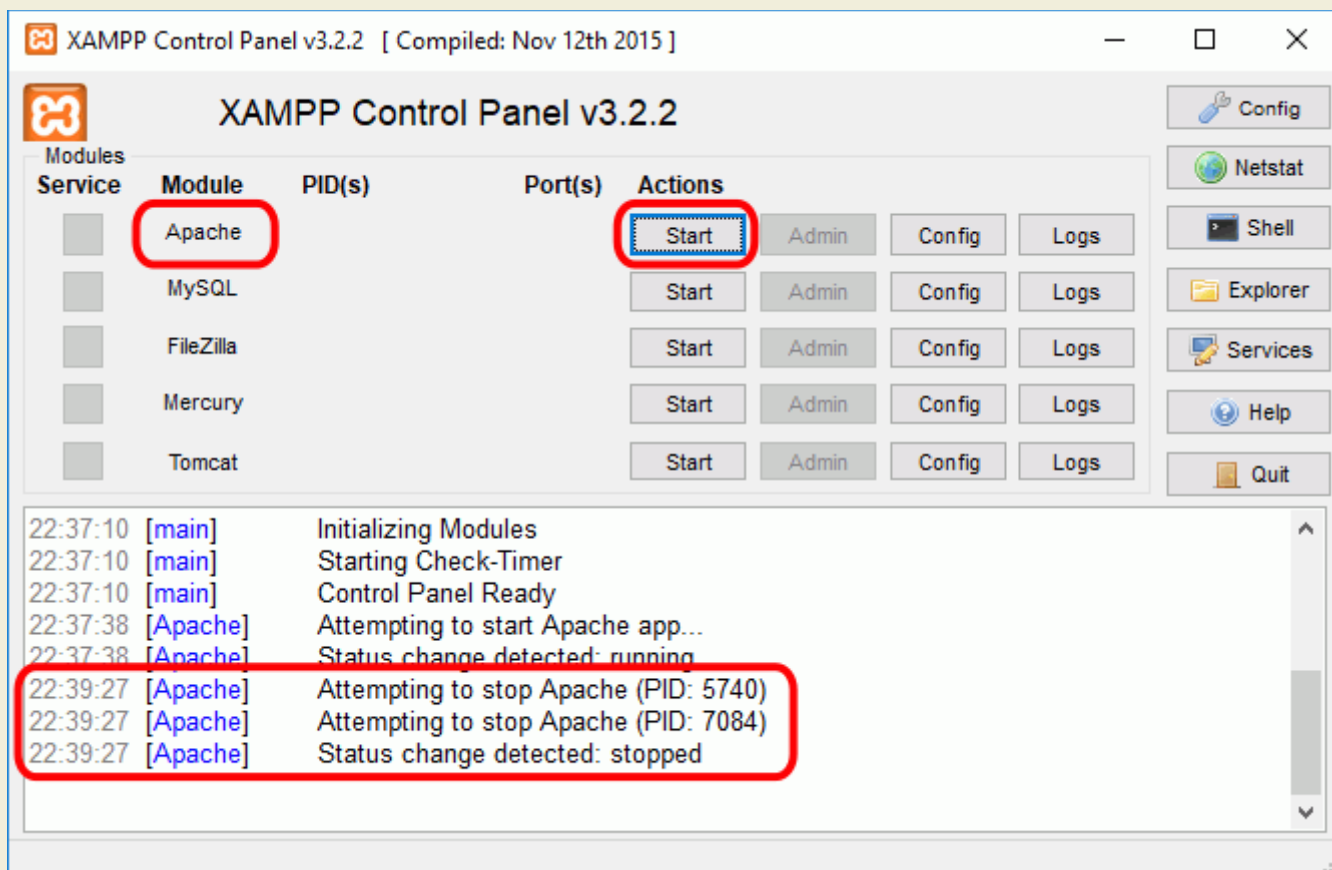 XAMPP Control Panel v3.2.2 [ Compiled: Nov 12th 2015 ]
XAMPP Control Panel v3.2.2
Config
Netstat
Shell
Explorer
Services
Help
Quit
Modules
Service Module PID(s) Port(s) Actions
Apache Start Admin Config Logs
MySQL Start Admin Config Logs
FileZilla Start Admin Config Logs
Mercury Start Admin Config Logs
Tomcat Start Admin Config Logs
22:37:10 [main] Initializing Modules
22:37:10 [main] Starting Check-Timer
22:37:10 [main] Control Panel Ready
22:37:38 [Apache] Attempting to start Apache app...
22:37:38 [Apache] Status change detected: running
22:39:27 [Apache] Attempting to stop Apache (PID: 5740)
22:39:27 [Apache] Attempting to stop Apache (PID: 7084)
22:39:27 [Apache] Status change detected: stopped